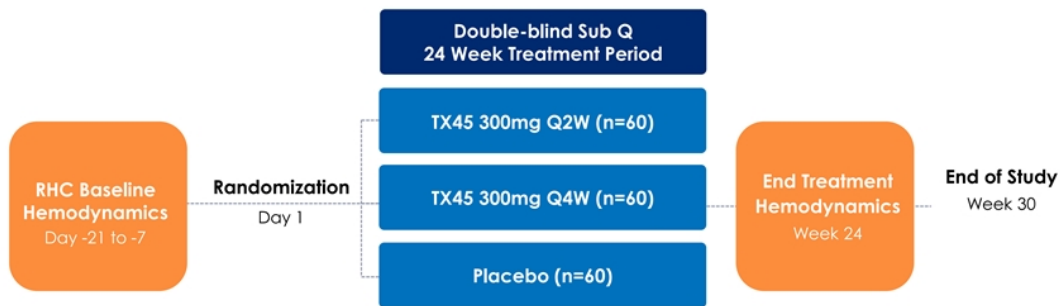 Double-blind Sub Q
24 Week Treatment Period
RHC Baseline
Hemodynamics
Day -21 to -7
Randomization
Day 1
TX45 300mg Q2W (n=60)
TX45 300mg Q4W (n=60)
Placebo (n=60)
End Treatment
Hemodynamics
Week 24
End of Study
Week 30